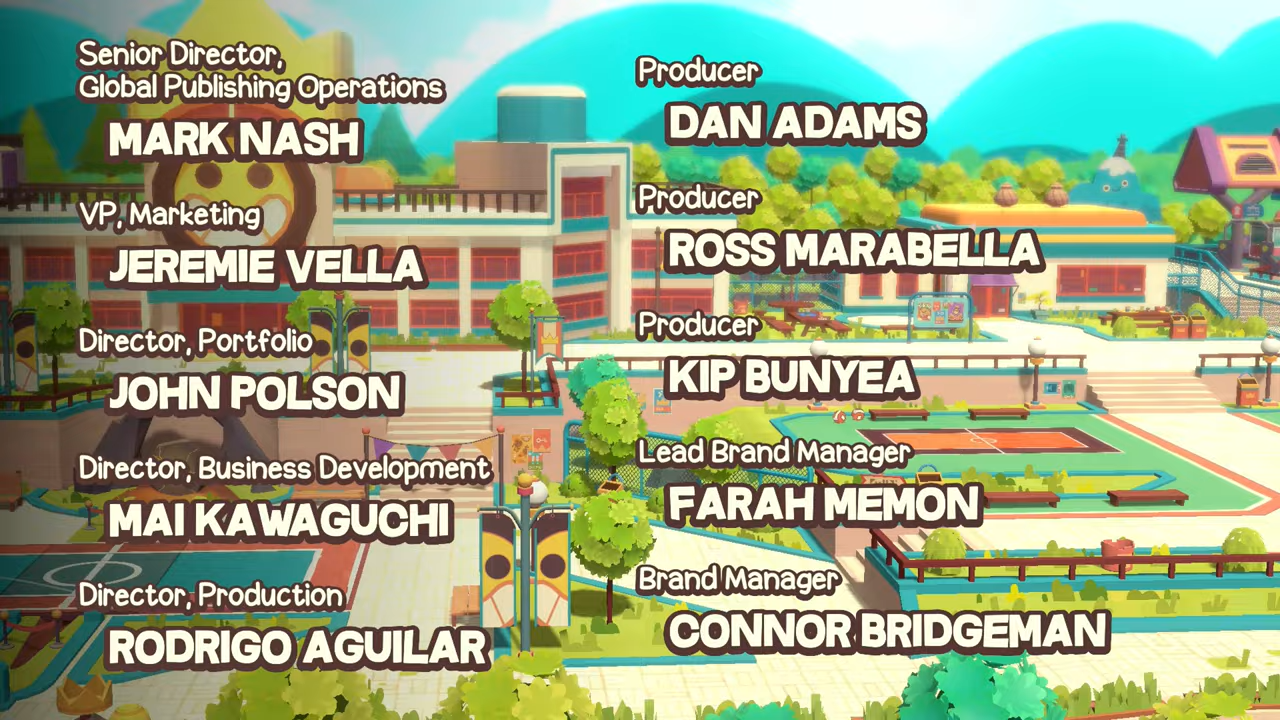 Senior Director,
Global Publishing Operations
MARK NASH
VP, Marketing
JEREMIE VELLA
Director, Portfolio
JOHN POLSON
Director, Business Development
MAI KAWAGUCHI
Director, Production
RODRIGO AGUILAR
Producer
DAN ADAMS
Producer
ROSS MARABELLA
Producer
KIP BUNYEA
Lead Brand Manager
FARAH MEMON
Brand Manager
CONNOR BRIDGEMAN